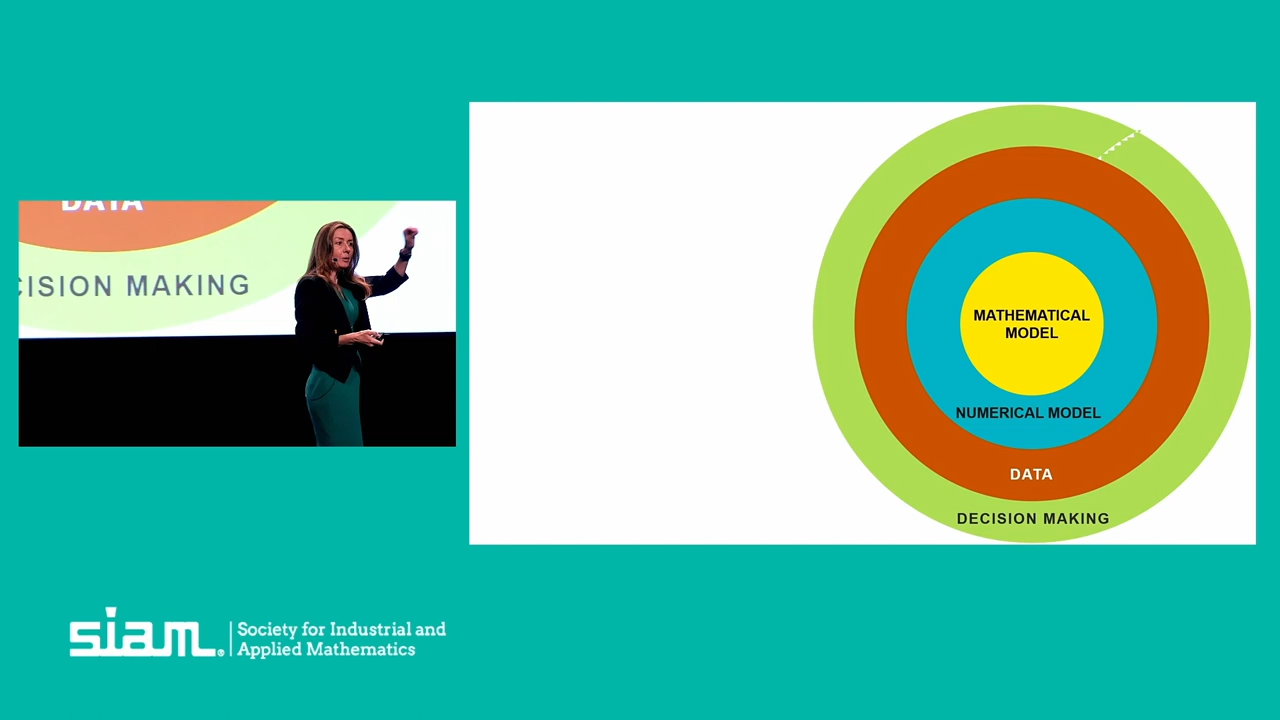 DATA
CISION MAKING
MATHEMATICAL
MODEL
NUMERICAL MODEL
DATA
DECISION MAKING
siam.®
Society for Industrial and
Applied Mathematics